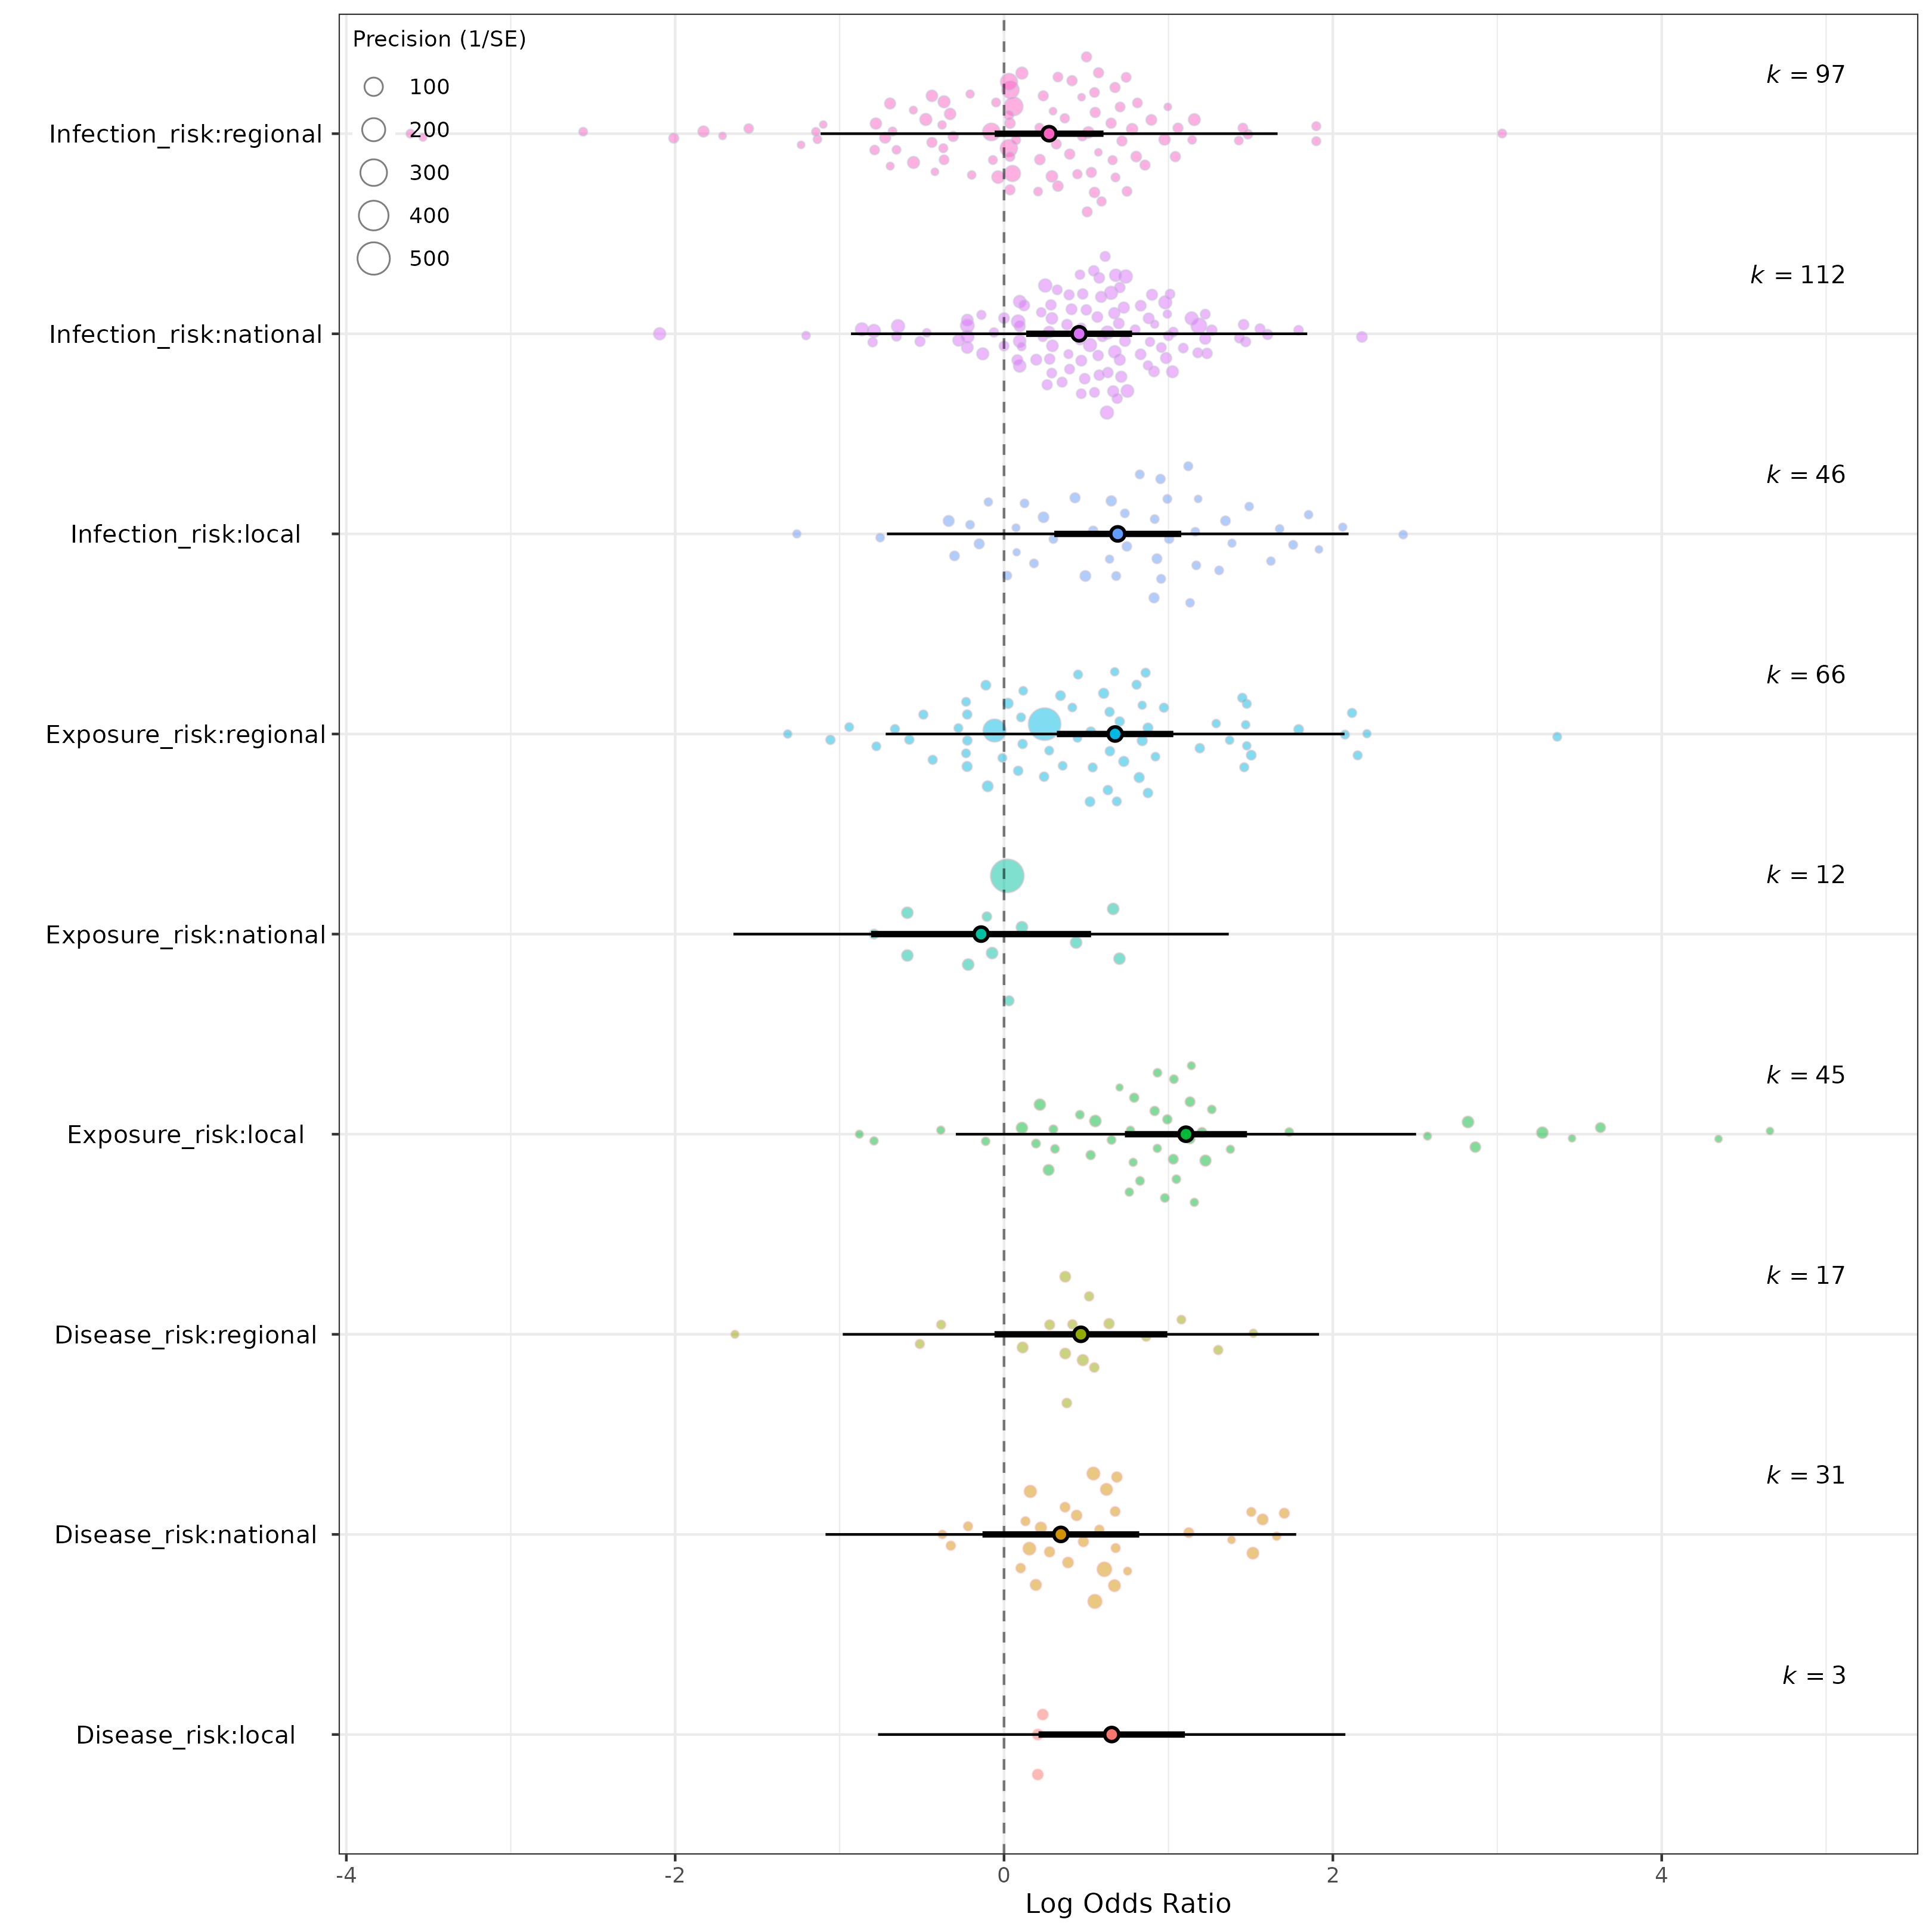 Precision (1/SE)
100
200
300
400
500
Infection_risk:regional
k = 97
Infection_risk:national
k = 112
Infection_risk:local
k = 46
Exposure_risk:regional
k = 66
Exposure_risk:national
k = 12
Exposure_risk:local
k = 45
Disease_risk:regional
k = 17
Disease_risk:national
k = 31
Disease_risk:local
k = 3
-4 -2 0 2 4
Log Odds Ratio